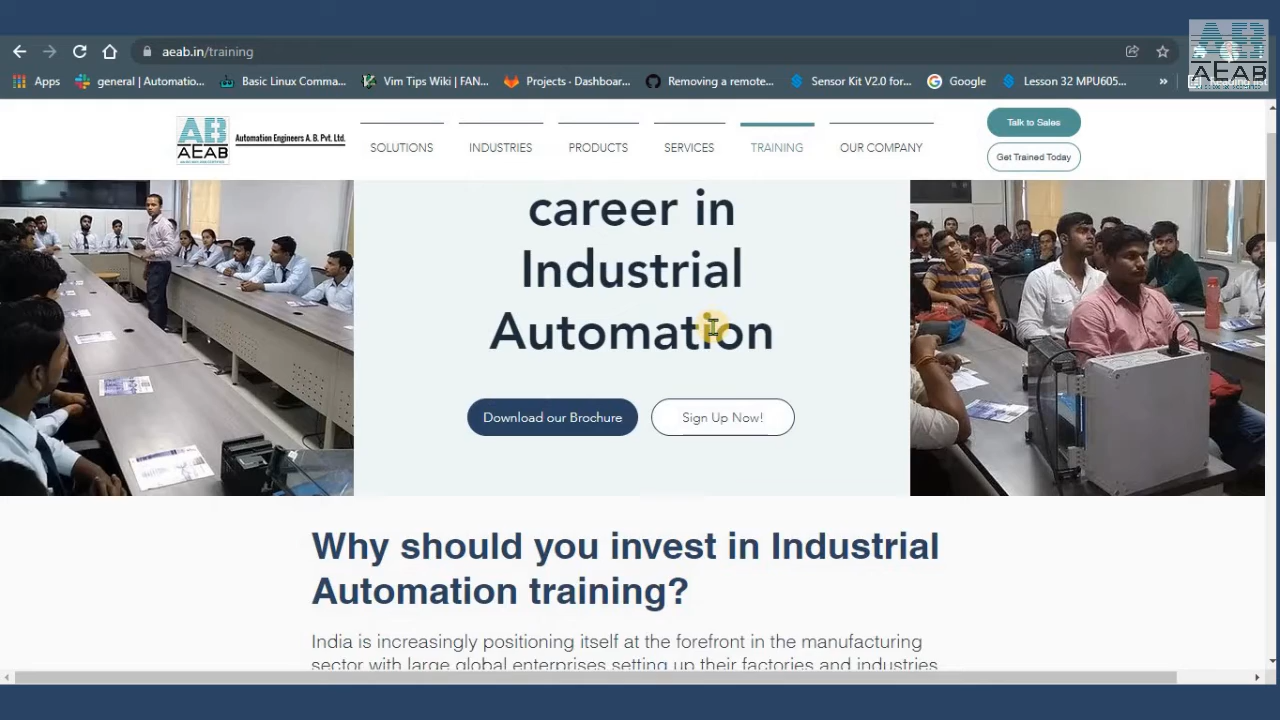 aeab.in/training
AB
AEAB
Apps
general | Automatio...
Basic Linux Comma...
Vim Tips Wiki | FAN...
Projects · Dashboar...
Removing a remote...
Sensor Kit V2.0 fo...
Google
Lesson 32 MPU605...
»
AB
AEAB
Automation Engineers A. B. Pvt. Ltd.
SOLUTIONS
INDUSTRIES
PRODUCTS
SERVICES
TRAINING
OUR COMPANY
Talk to Sales
Get Trained Today
career in
Industrial
Automation
Download our Brochure
Sign Up Now!
Why should you invest in Industrial
Automation training?
India is increasingly positioning itself at the forefront in the manufacturing
sector with large global enterprises setting up their factories and industries